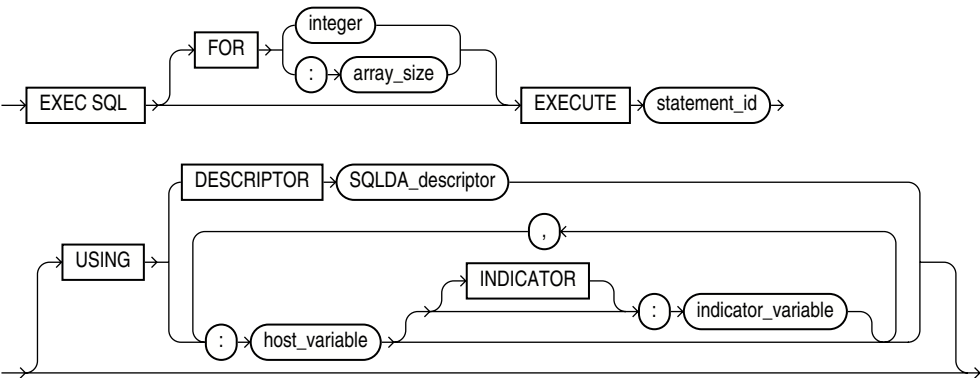 integer
FOR
: array_size
EXEC SQL EXECUTE statement_id
DESCRIPTOR SQLDA_descriptor
,
USING
INDICATOR
: indicator_variable
: host_variable